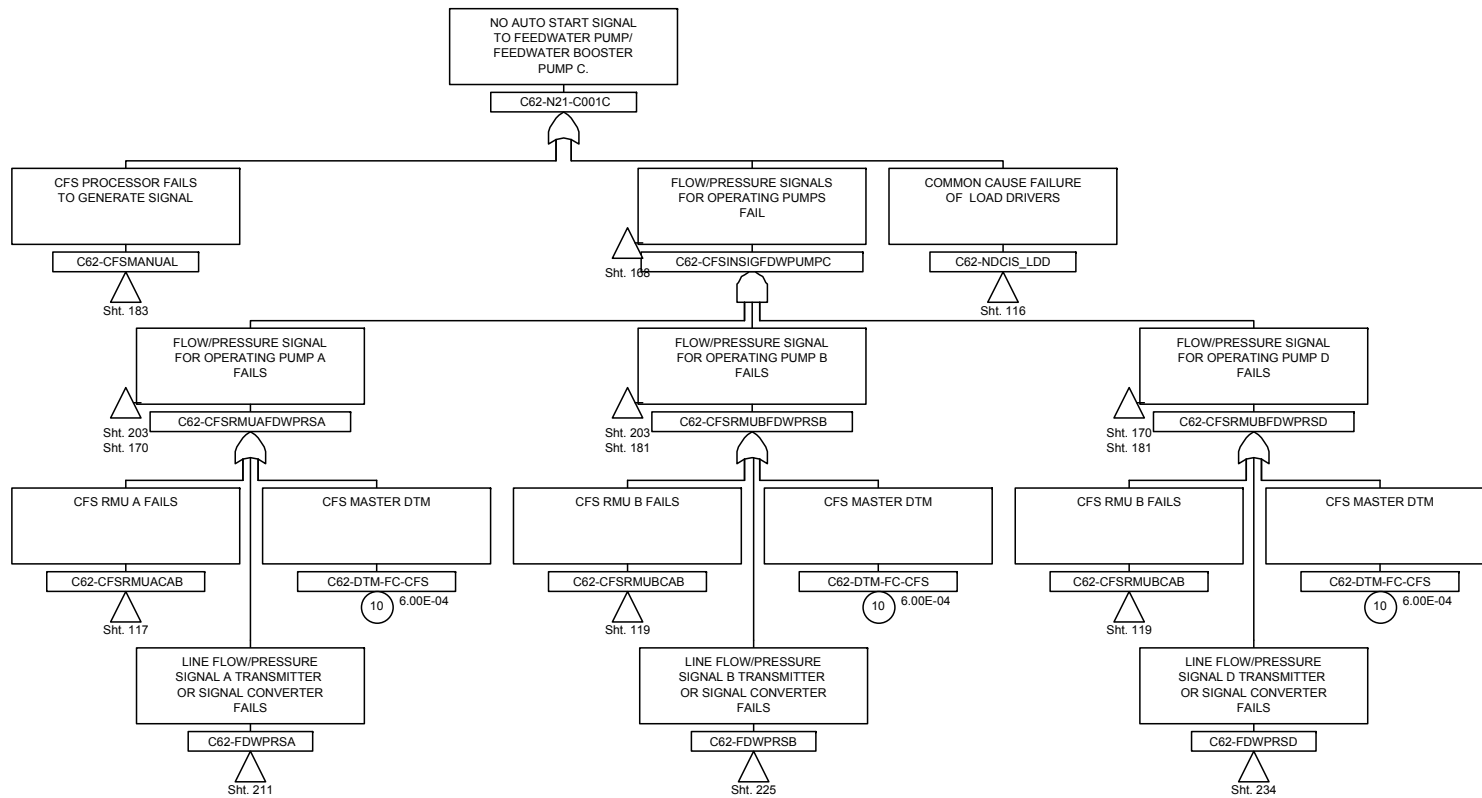 NO AUTO START SIGNAL
TO FEEDWATER PUMP/
FEEDWATER BOOSTER
PUMP C.
C62-N21-C001C
CFS PROCESSOR FAILS
TO GENERATE SIGNAL
C62-CFSMANUAL
Sht. 183
FLOW/PRESSURE SIGNALS
FOR OPERATING PUMPS
FAIL
C62-CFSINSIGFDWPUMPC
Sht. 168
COMMON CAUSE FAILURE
OF LOAD DRIVERS
C62-NDCIS_LDD
Sht. 116
FLOW/PRESSURE SIGNAL
FOR OPERATING PUMP A
FAILS
C62-CFSRMUAFDWPRSA
Sht. 203
Sht. 170
FLOW/PRESSURE SIGNAL
FOR OPERATING PUMP B
FAILS
C62-CFSRMUBFDWPRSB
Sht. 203
Sht. 181
FLOW/PRESSURE SIGNAL
FOR OPERATING PUMP D
FAILS
C62-CFSRMUBFDWPRSD
Sht. 170
Sht. 181
CFS RMU A FAILS
C62-CFSRMUACAB
Sht. 117
CFS MASTER DTM
C62-DTM-FC-CFS
10
6.00E-04
CFS RMU B FAILS
C62-CFSRMUBCAB
Sht. 119
CFS MASTER DTM
C62-DTM-FC-CFS
10
6.00E-04
CFS RMU B FAILS
C62-CFSRMUBCAB
Sht. 119
CFS MASTER DTM
C62-DTM-FC-CFS
10
6.00E-04
LINE FLOW/PRESSURE
SIGNAL A TRANSMITTER
OR SIGNAL CONVERTER
FAILS
C62-FDWPRSA
Sht. 211
LINE FLOW/PRESSURE
SIGNAL B TRANSMITTER
OR SIGNAL CONVERTER
FAILS
C62-FDWPRSB
Sht. 225
LINE FLOW/PRESSURE
SIGNAL D TRANSMITTER
OR SIGNAL CONVERTER
FAILS
C62-FDWPRSD
Sht. 234